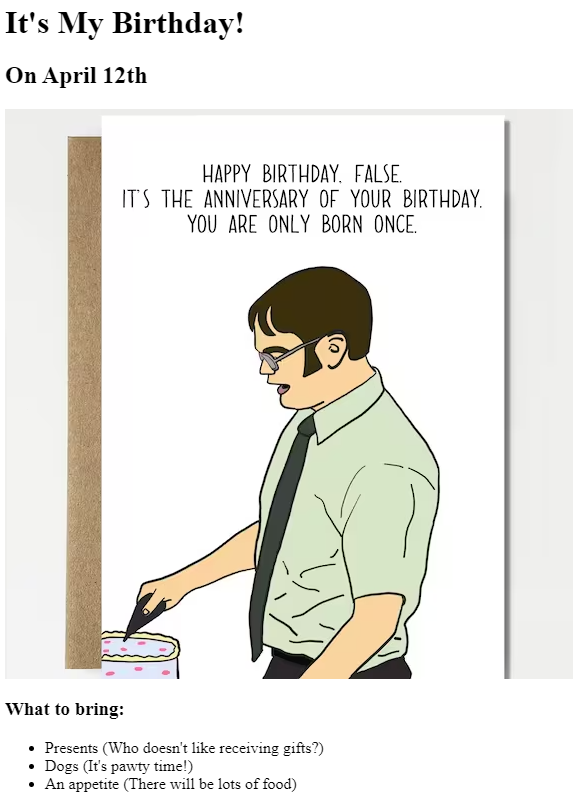 It's My Birthday!
On April 12th
HAPPY BIRTHDAY. FALSE.
IT'S THE ANNIVERSARY OF YOUR BIRTHDAY.
YOU ARE ONLY BORN ONCE.
What to bring:
• Presents (Who doesn't like receiving gifts?)
• Dogs (It's pawty time!)
• An appetite (There will be lots of food)